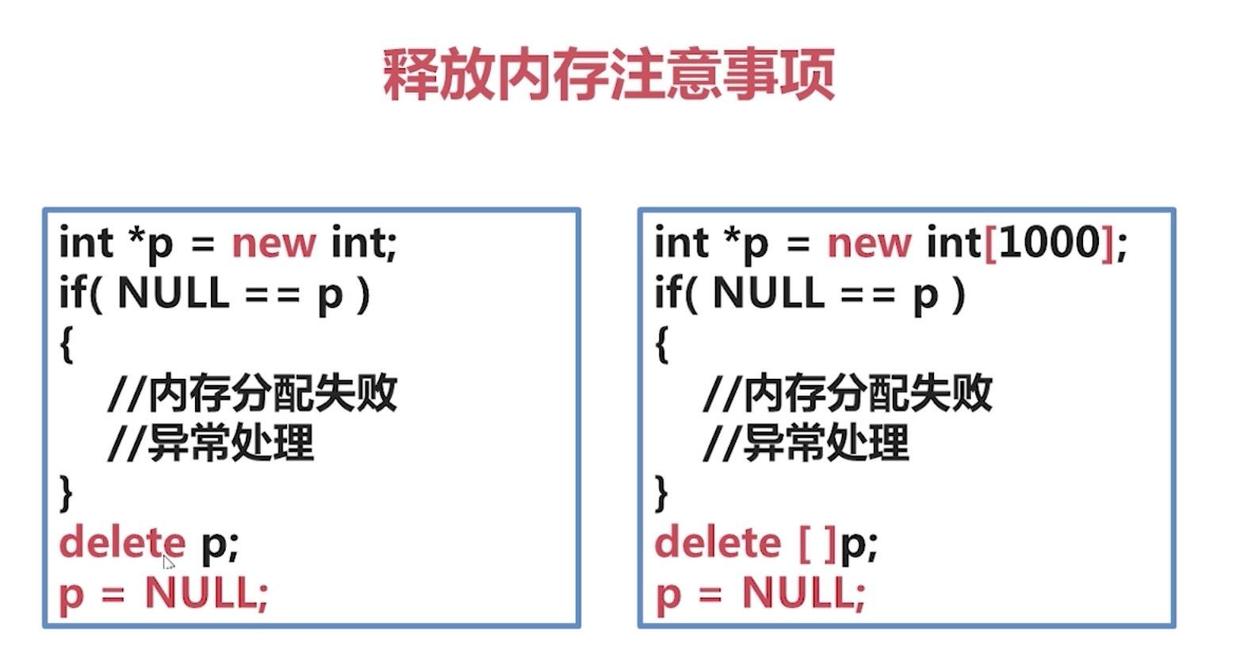 释放内存注意事项
int *p = new int;
if( NULL == p )
{
//内存分配失败
//异常处理
}
delete p;
p = NULL;
int *p = new int[1000];
if( NULL == p )
{
//内存分配失败
//异常处理
}
delete [ ]p;
p = NULL;